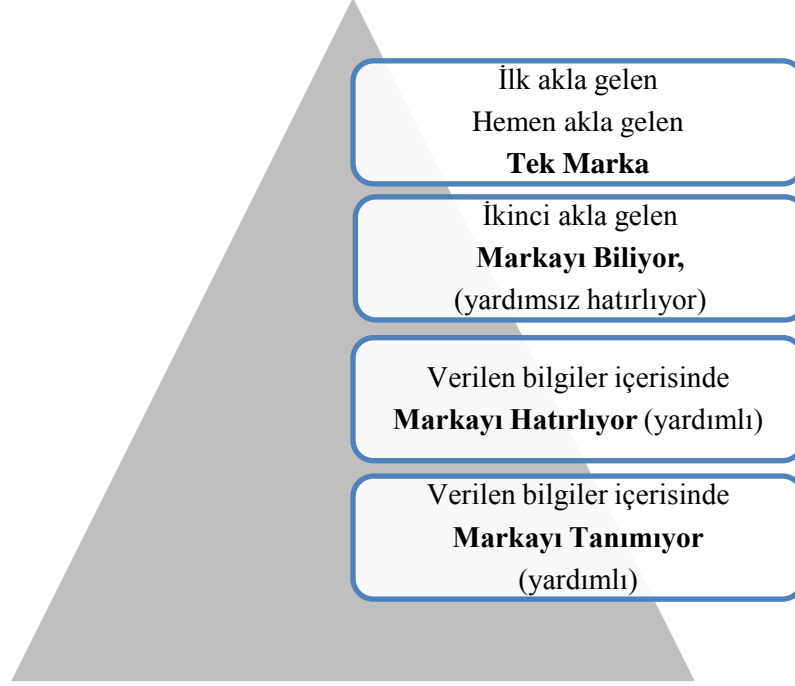 İlk akla gelen
Hemen akla gelen
Tek Marka
İkinci akla gelen
Markayı Biliyor,
(yardımsız hatırlıyor)
Verilen bilgiler içerisinde
Markayı Hatırlıyor (yardımlı)
Verilen bilgiler içerisinde
Markayı Tanımıyor
(yardımlı)